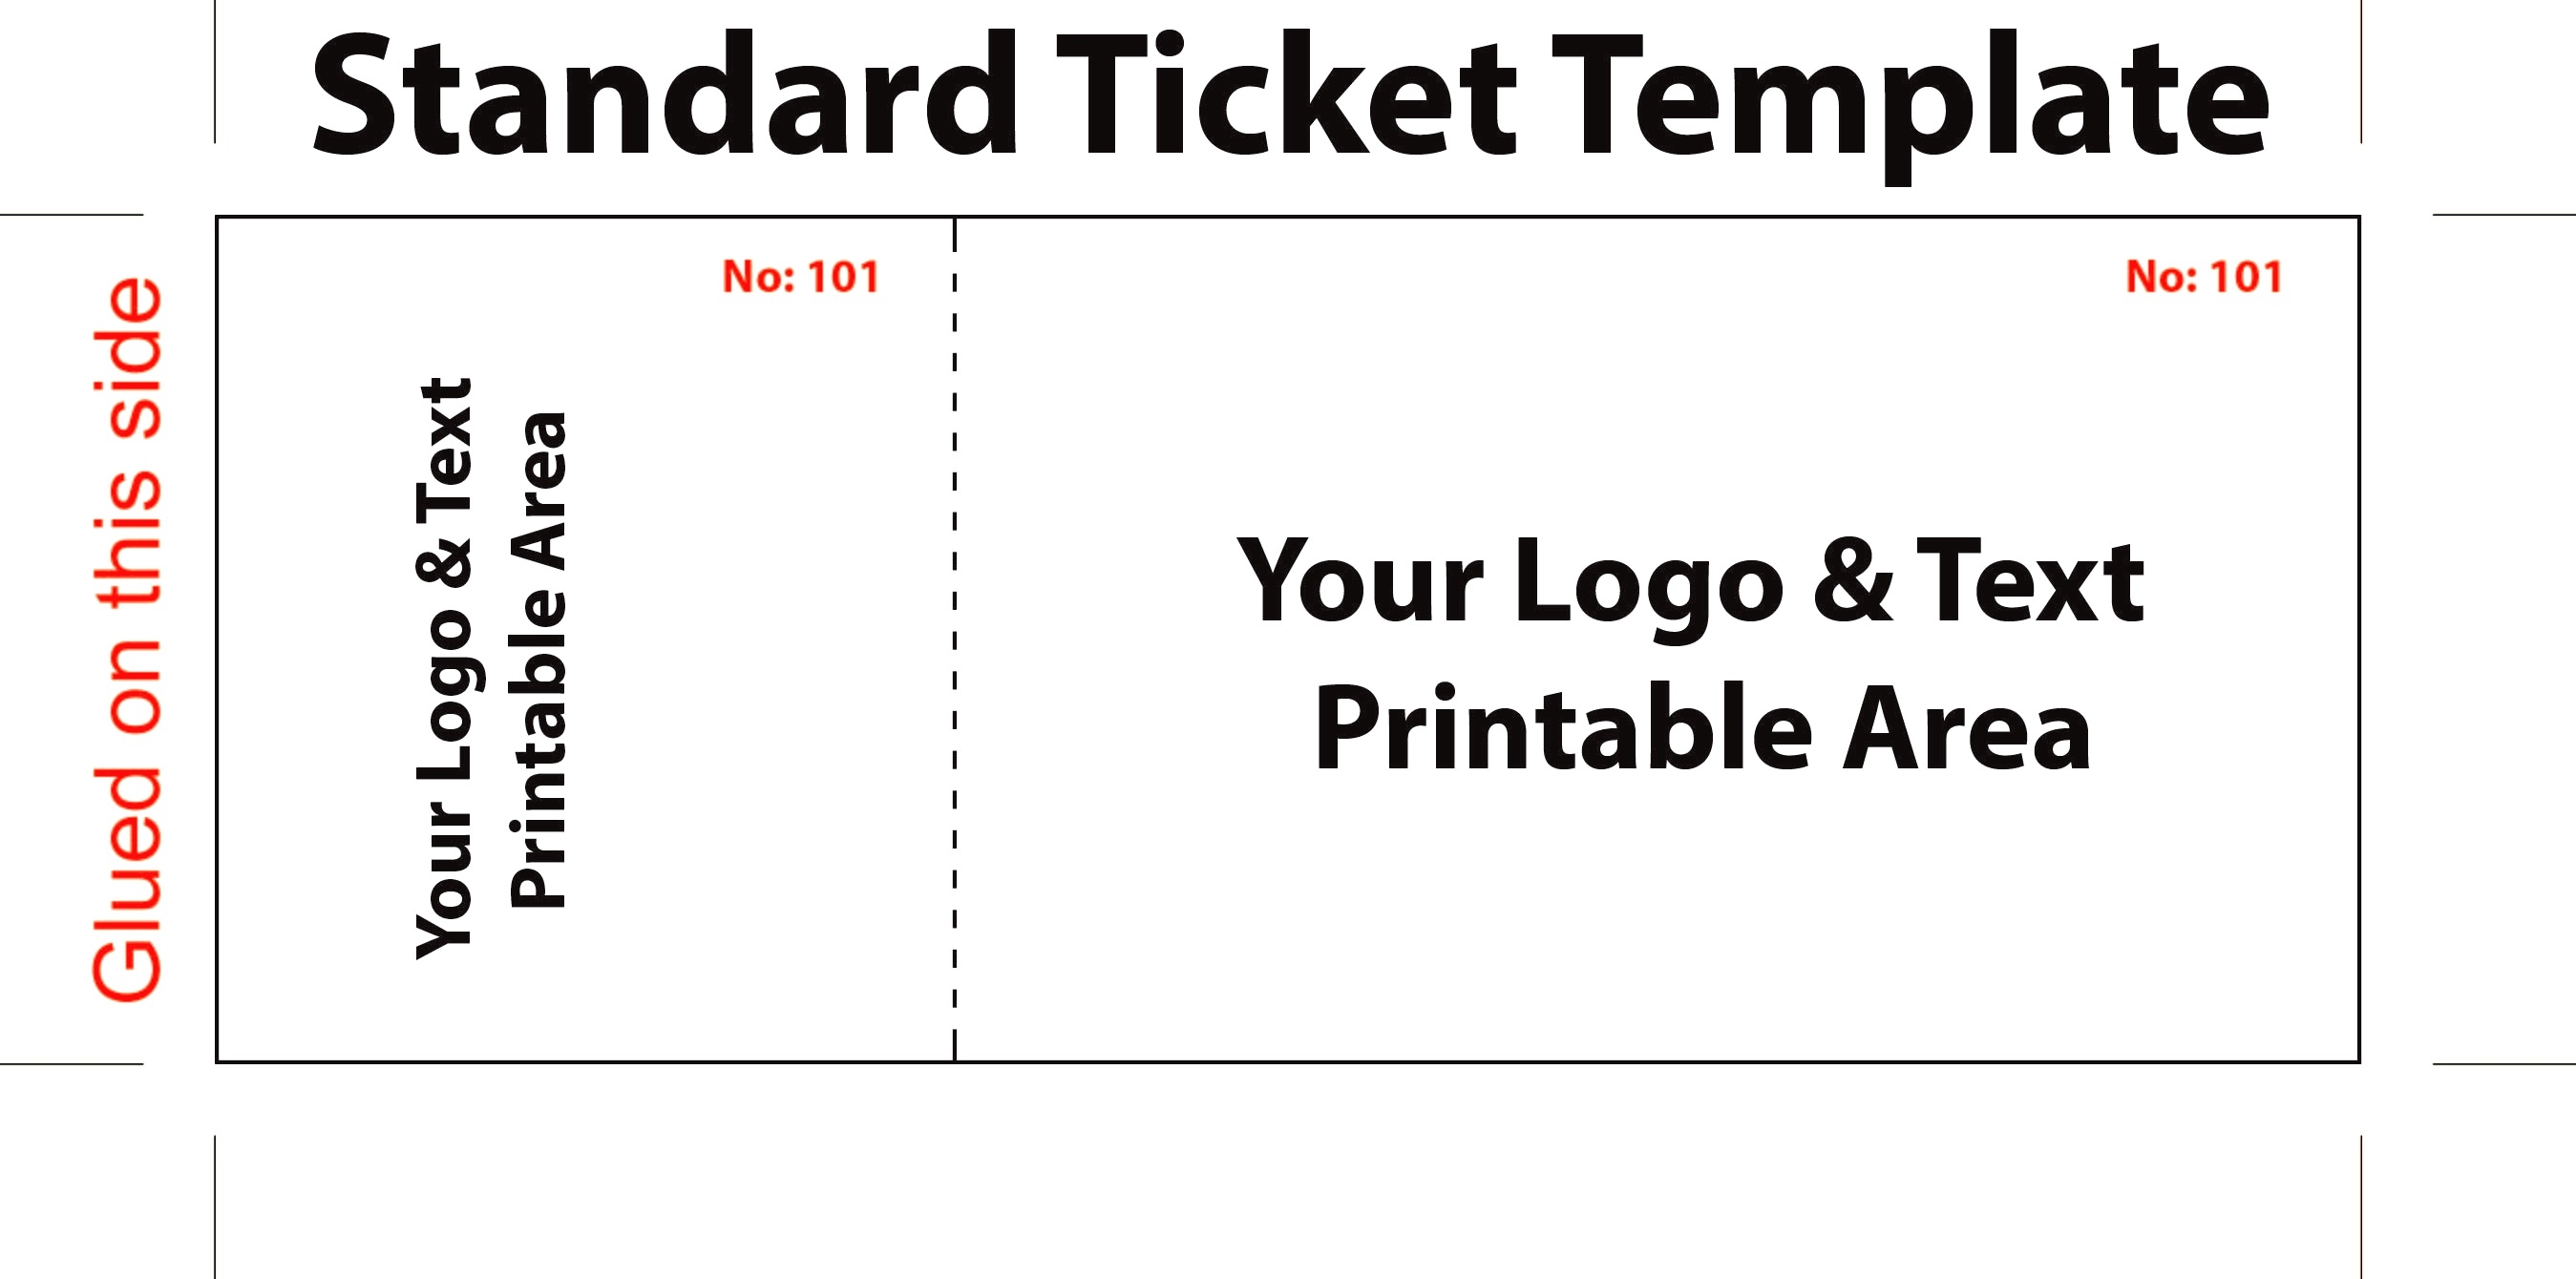 Standard Ticket Template
Glued on this side
No: 101
Your Logo & Text
Printable Area
No: 101
Your Logo & Text
Printable Area